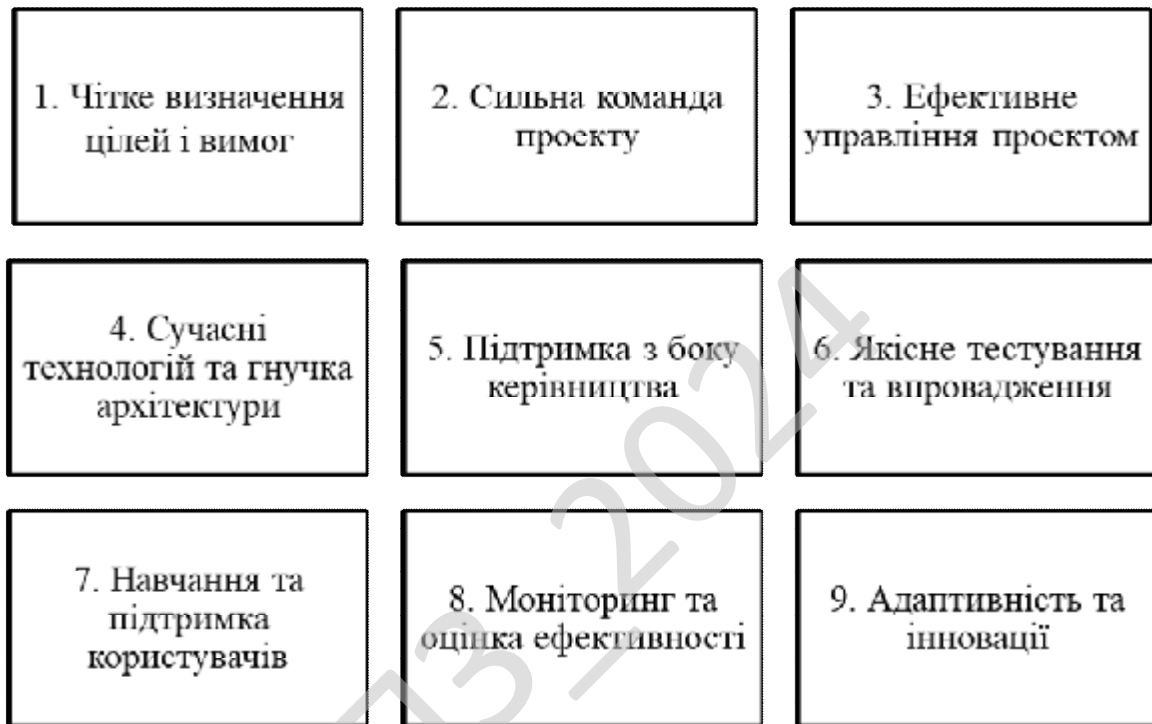 1. Чітке визначення
цілей і вимог
2. Сильна команда
проєкту
3. Ефективне
управління проєктом
4. Сучасні
технологій та гнучка
архітектури
5. Підтримка з боку
керівництва
6. Якісне тестування
та впровадження
7. Навчання та
підтримка
користувачів
8. Моніторинг та
оцінка ефективності
9. Адаптивність та
інновації